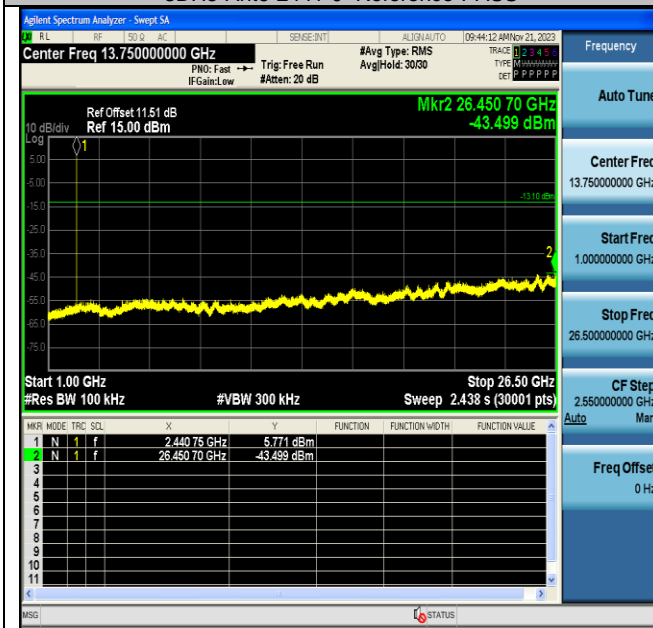 Agilent Spectrum Analyzer - Swept SA
RL RF 50 Ω AC SENSE:INT ALIGN AUTO 09:44:12 AM Nov 21, 2023
Center Freq 13.750000000 GHz
PNO: Fast
IFGain:Low
Trig: Free Run
#Atten: 20 dB
#Avg Type: RMS
Avg|Hold: 30/30
TRACE 1 2 3 4 5 6
TYPE M
DET P P P P P
Frequency
Auto Tune
Center Freq
13.750000000 GHz
Start Freq
1.000000000 GHz
Stop Freq
26.500000000 GHz
CF Step
2.550000000 GHz
Auto Man
Freq Offset
0 Hz
Mkr2 26.450 70 GHz
-43.499 dBm
Ref Offset 11.51 dB
10 dB/div Ref 15.00 dBm
Log
1
5.00
-5.00
-13.10 dBm
-15.0
-25.0
2
-35.0
-45.0
-55.0
-65.0
-75.0
Start 1.00 GHz Stop 26.50 GHz
#Res BW 100 kHz #VBW 300 kHz Sweep 2.438 s (30001 pts)
MKR MODE TRC SCL X Y FUNCTION FUNCTION WIDTH FUNCTION VALUE
1 N 1 f 2.440 75 GHz 5.771 dBm
2 N 1 f 26.450 70 GHz -43.499 dBm
3
4
5
6
7
8
9
10
11
MSG STATUS